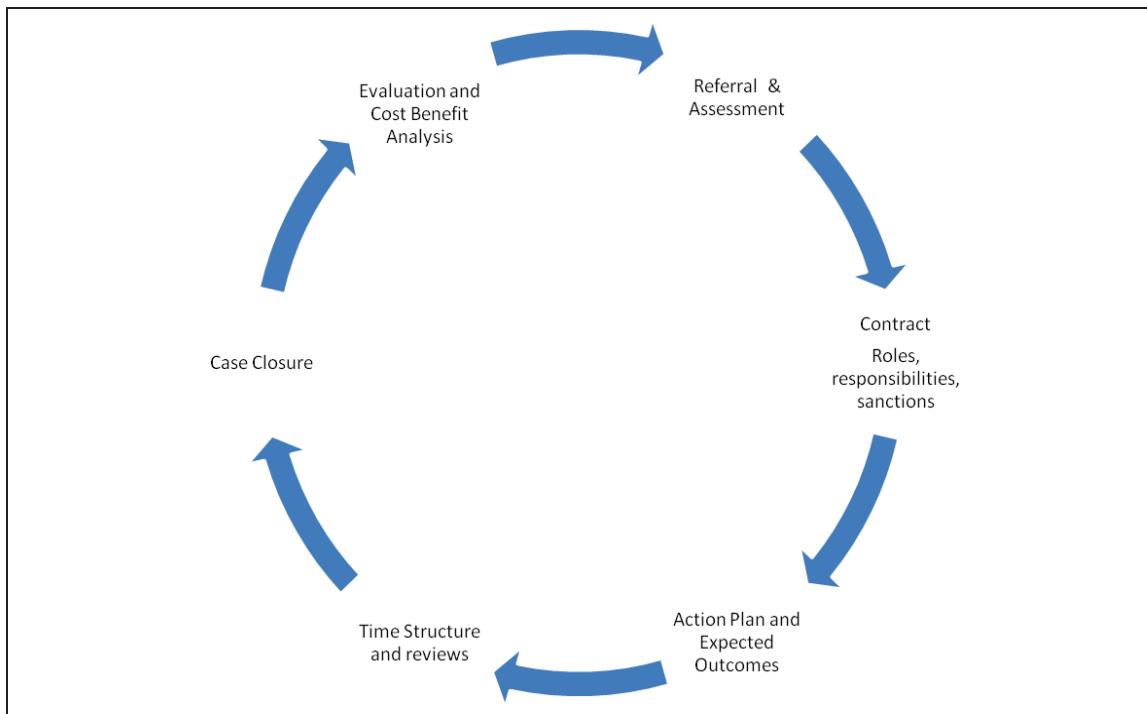 Evaluation and
Cost Benefit
Analysis
Referral & 
Assessment
Contract
Roles,
responsibilities,
sanctions
Action Plan and
Expected
Outcomes
Time Structure
and reviews
Case Closure